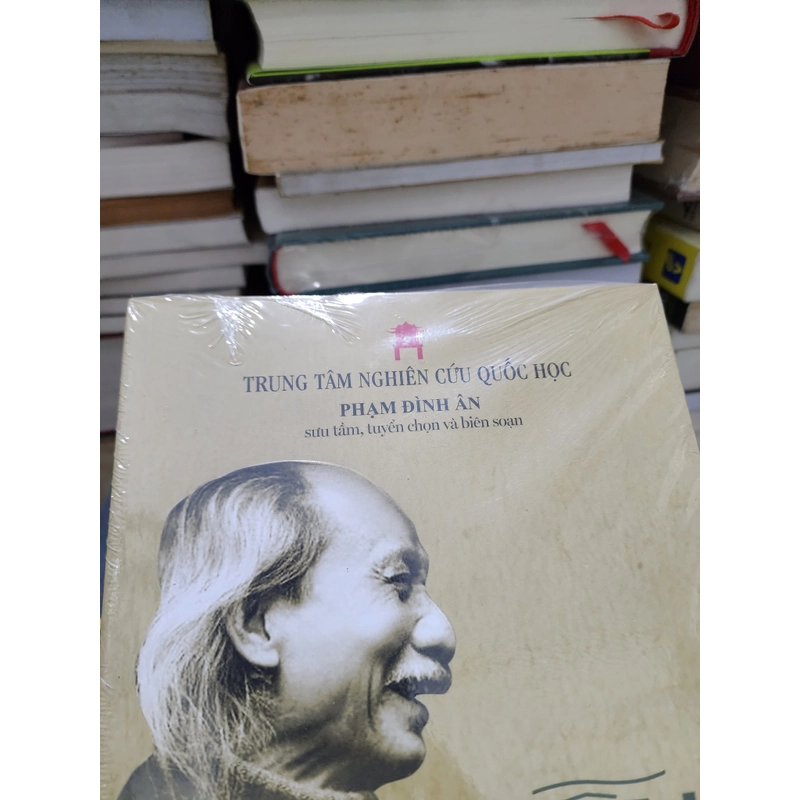 TRUNG TÂM NGHIÊN CỨU QUỐC HỌC
PHẠM ĐÌNH ÂN
sưu tầm, tuyển chọn và biên soạn